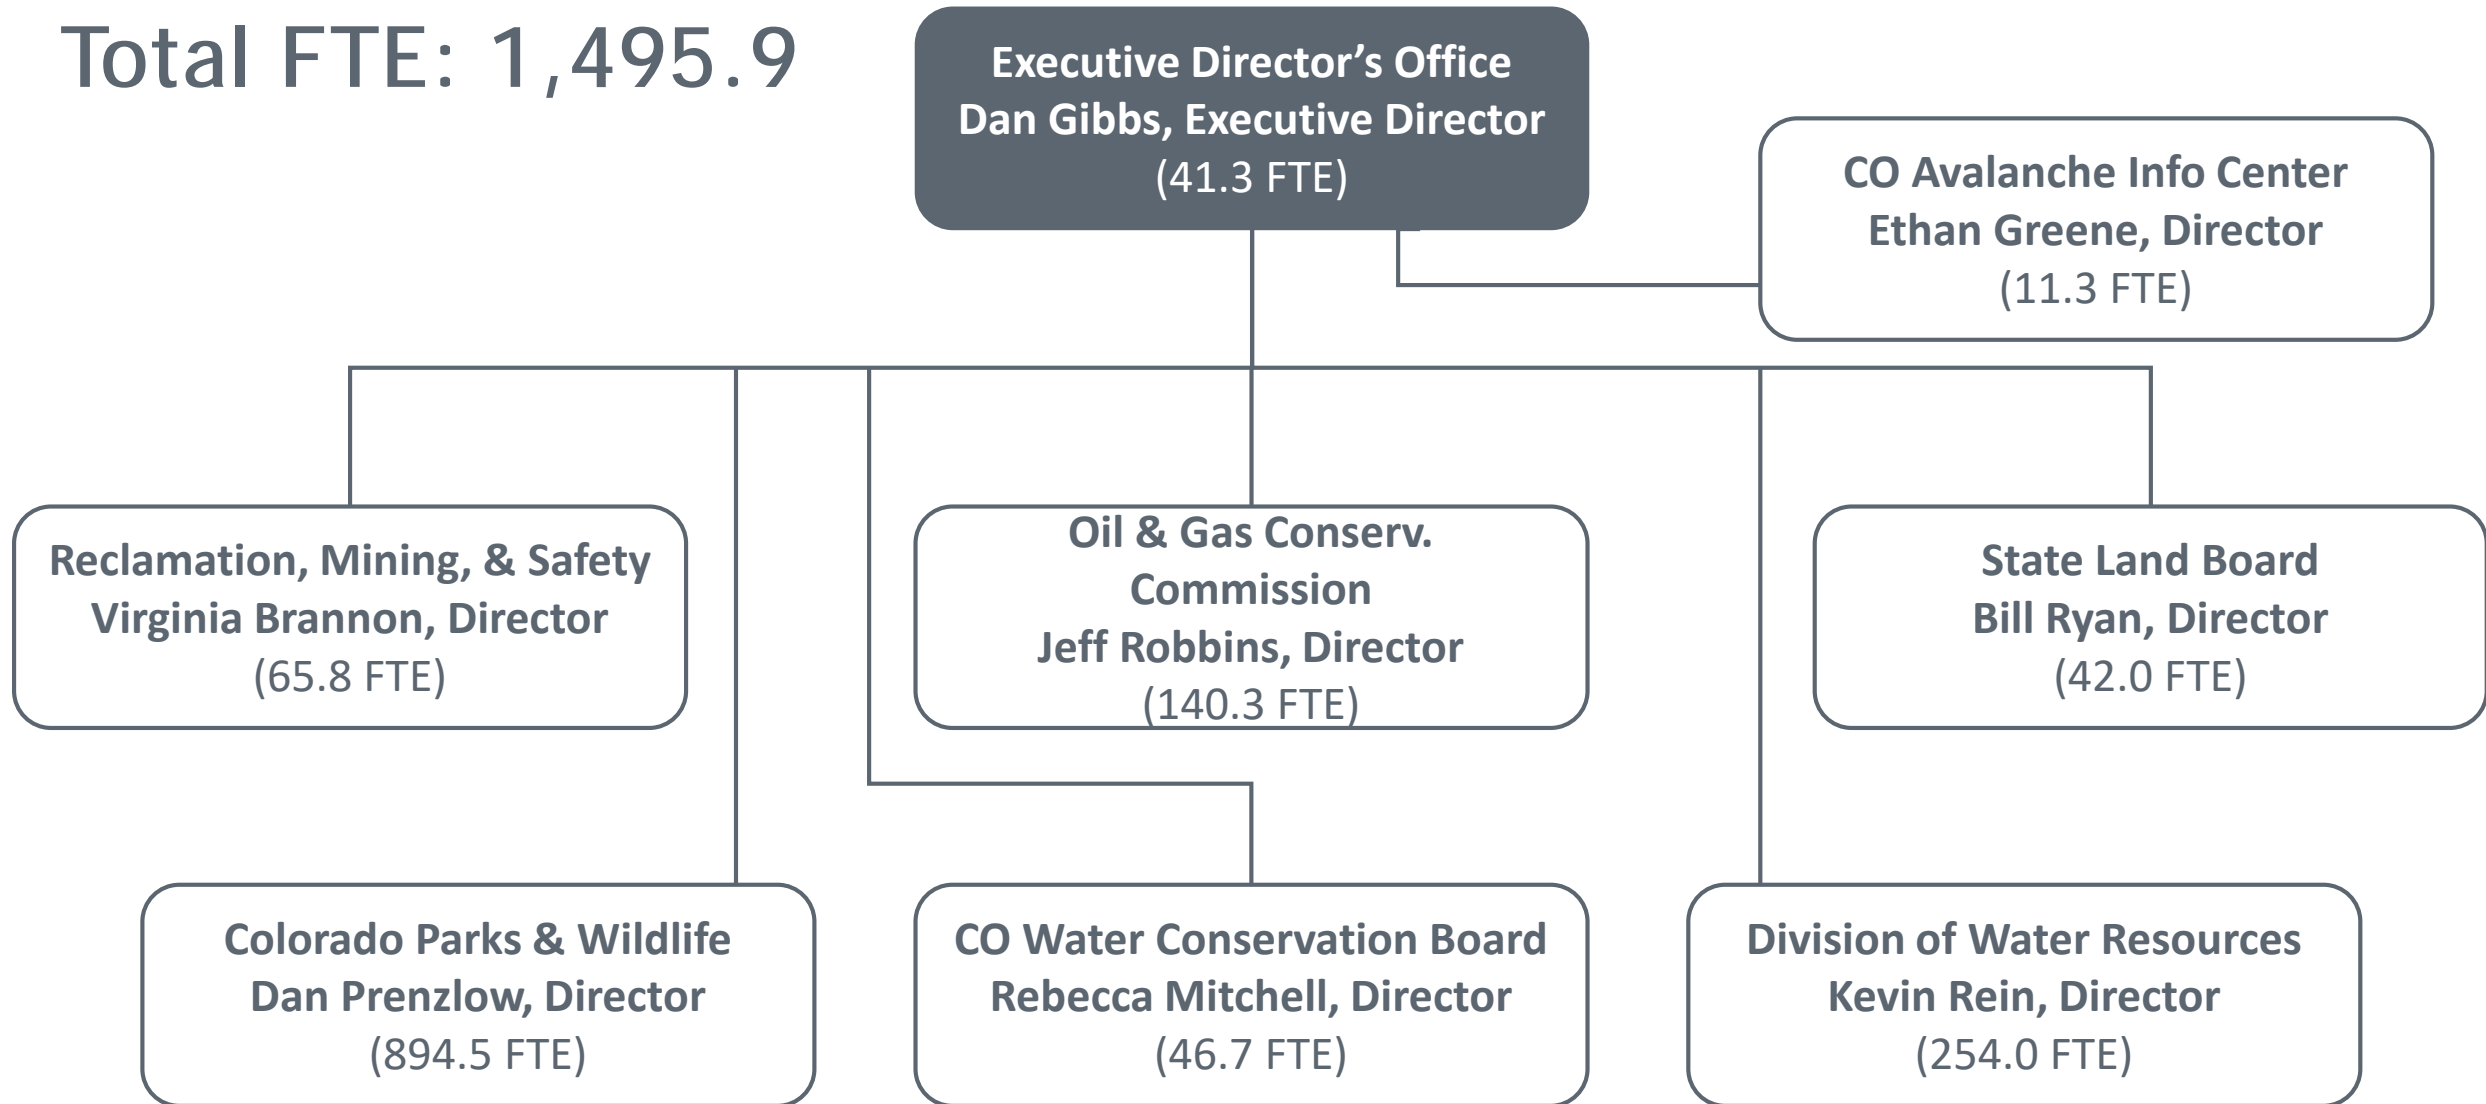 Total FTE: 1,495.9
Executive Director’s Office
Dan Gibbs, Executive Director
(41.3 FTE)
CO Avalanche Info Center
Ethan Greene, Director
(11.3 FTE)
Reclamation, Mining, & Safety
Virginia Brannon, Director
(65.8 FTE)
Oil & Gas Conserv.
Commission
Jeff Robbins, Director
(140.3 FTE)
State Land Board
Bill Ryan, Director
(42.0 FTE)
Colorado Parks & Wildlife
Dan Prenzlow, Director
(894.5 FTE)
CO Water Conservation Board
Rebecca Mitchell, Director
(46.7 FTE)
Division of Water Resources
Kevin Rein, Director
(254.0 FTE)